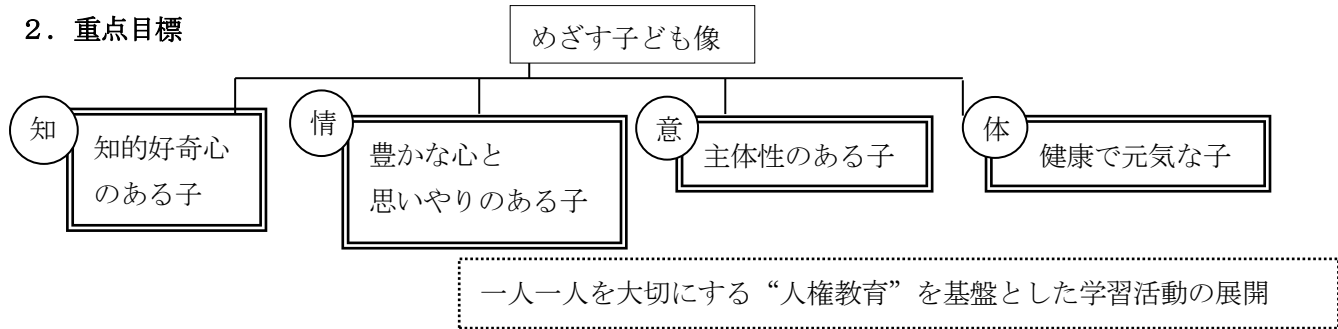 ２．重点目標
めざす子ども像
知
知的好奇心
のある子
情
豊かな心と
思いやりのある子
意
主体性のある子
体
健康で元気な子
一人一人を大切にする“人権教育”を基盤とした学習活動の展開